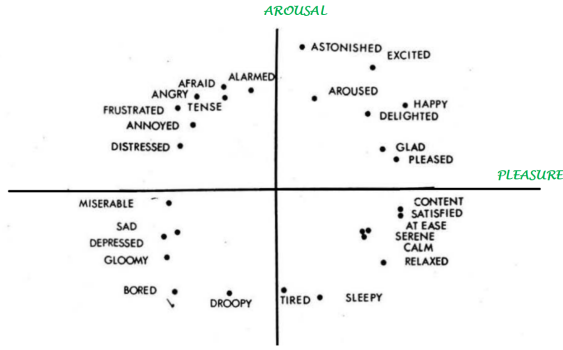 AROUSAL
ASTONISHED
EXCITED
ALARMED
AFRAID
ANGRY
AROUSED
TENSE
HAPPY
FRUSTRATED
DELIGHTED
ANNOYED
DISTRESSED
GLAD
PLEASED
PLEASURE
MISERABLE
CONTENT
SATISFIED
SAD
AT EASE
DEPRESSED
SERENE
CALM
GLOOMY
RELAXED
BORED
DROOPY
TIRED
SLEEPY